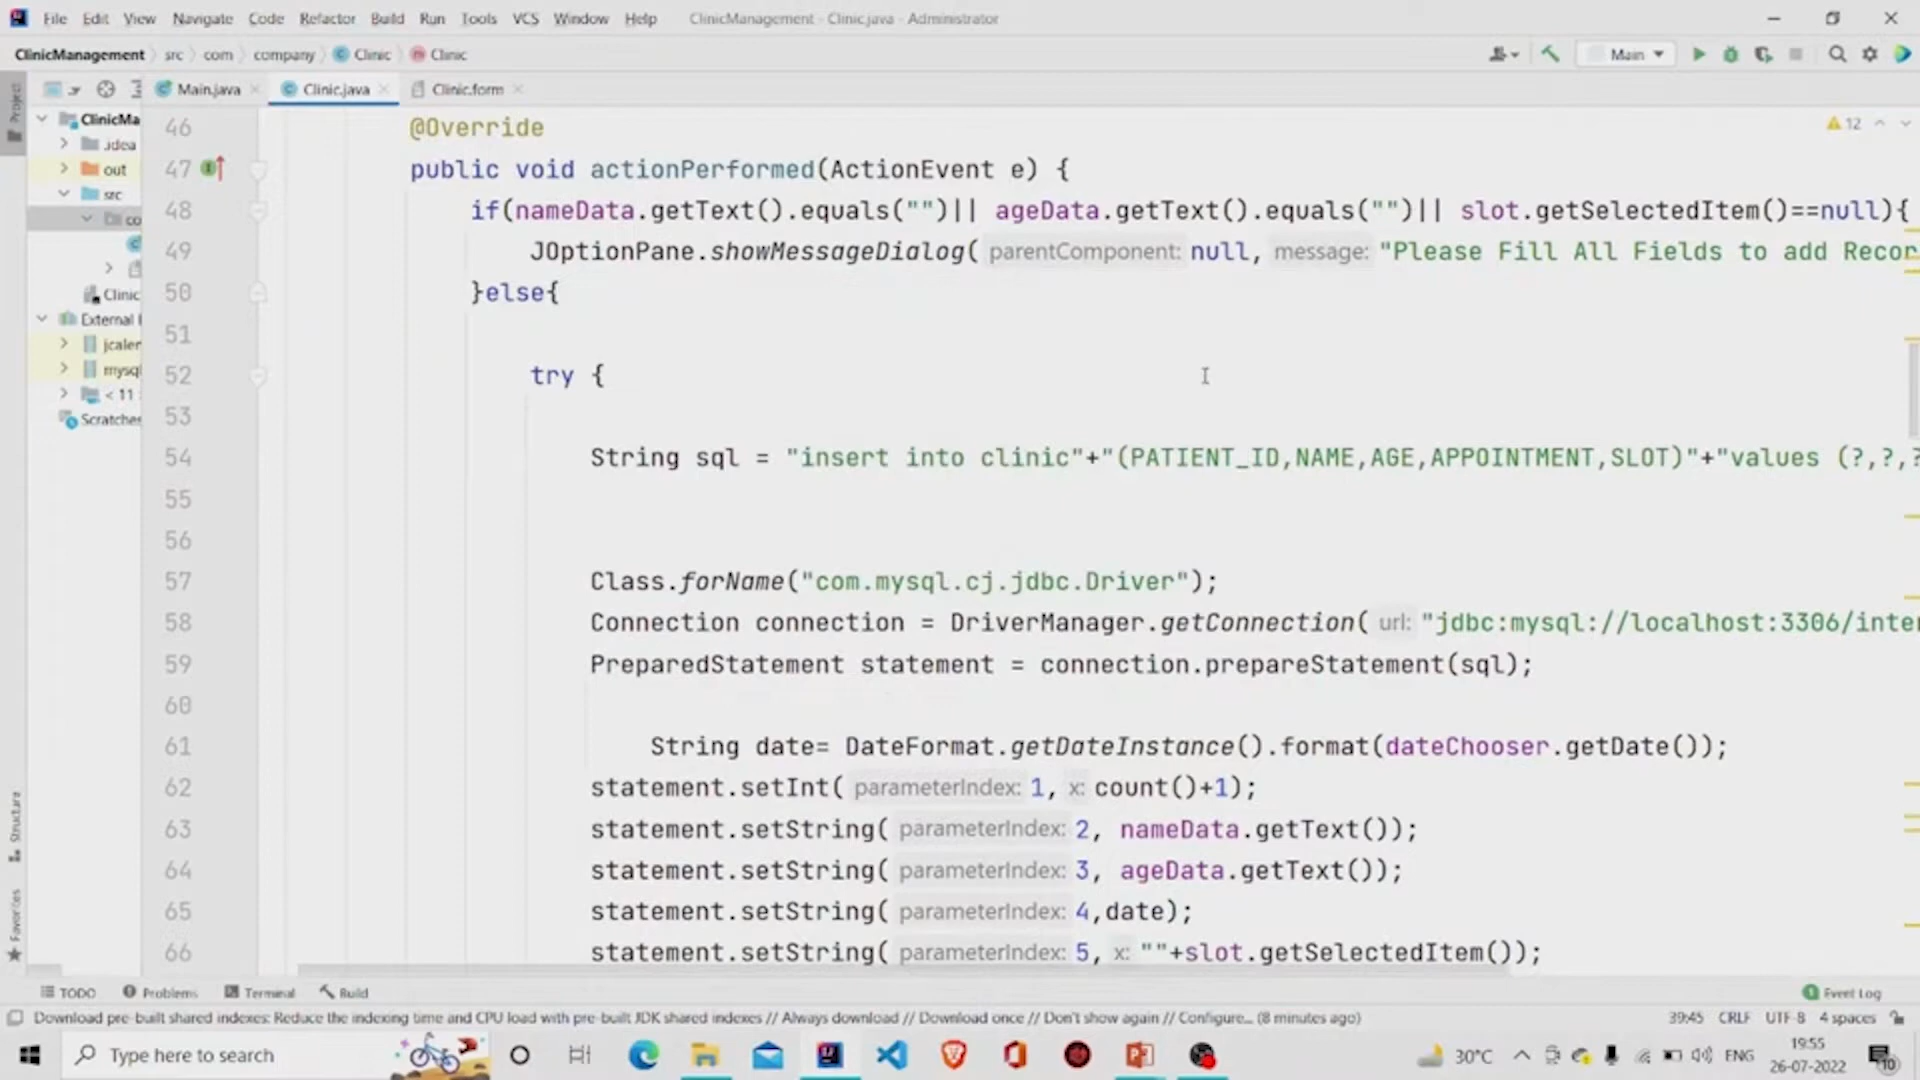 File Edit View Navigate Code Refactor Build Run Tools VCS Window Help ClinicManagement - Clinic.java - Administrator
ClinicManagement src com company Clinic Clinic
Main
Main.java Clinic.java Clinic.form
Project
ClinicMa
.idea
out
src
co
Clinic
External
jcaler
mysql
< 11
Scratches
12
46 @Override
47 public void actionPerformed(ActionEvent e) {
48 if(nameData.getText().equals("")|| ageData.getText().equals("")|| slot.getSelectedItem()==null){
49 JOptionPane.showMessageDialog( parentComponent: null, message: "Please Fill All Fields to add Recor
50 }else{
51
52 try {
53
54 String sql = "insert into clinic"+"(PATIENT_ID,NAME,AGE,APPOINTMENT,SLOT)"+"values (?,?,?
55
56
57 Class.forName("com.mysql.cj.jdbc.Driver");
58 Connection connection = DriverManager.getConnection( url: "jdbc:mysql://localhost:3306/inter
59 PreparedStatement statement = connection.prepareStatement(sql);
60
61 String date= DateFormat.getDateInstance().format(dateChooser.getDate());
62 statement.setInt( parameterIndex: 1, x: count()+1);
63 statement.setString( parameterIndex: 2, nameData.getText());
64 statement.setString( parameterIndex: 3, ageData.getText());
65 statement.setString( parameterIndex: 4,date);
66 statement.setString( parameterIndex: 5, x: ""+slot.getSelectedItem());
Structure
Favorites
TODO Problems Terminal Build Event Log
Download pre-built shared indexes: Reduce the indexing time and CPU load with pre-built JDK shared indexes // Always download // Download once // Don't show again // Configure... (8 minutes ago) 39:45 CRLF UTF-8 4 spaces
Type here to search 30°C ENG 19:55
26-07-2022 10